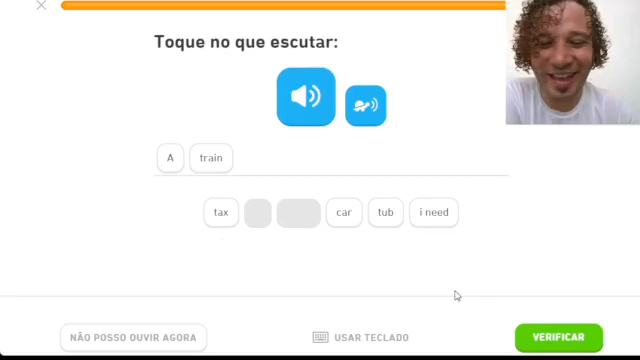 Toque no que escutar:
A train
tax car tub i need
NÃO POSSO OUVIR AGORA USAR TECLADO VERIFICAR